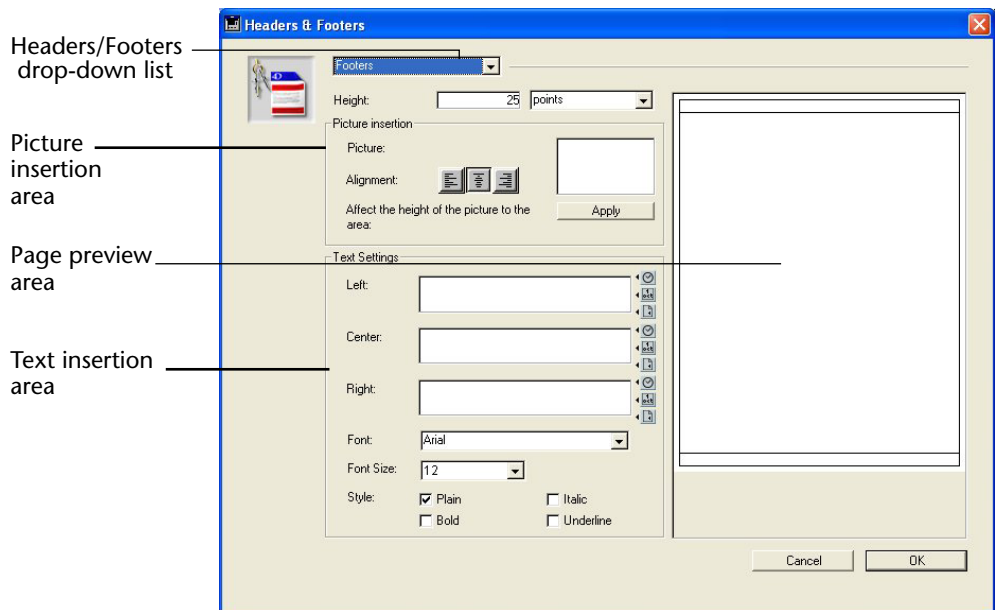 Headers & Footers
Headers/Footers
drop-down list
Footers
Height: 25 points
Picture insertion
Picture
insertion
area
Picture:
Alignment:
Affect the height of the picture to the
area:
Apply
Page preview
area
Text Settings
Left:
Center:
Text insertion
area
Right:
Font: Arial
Font Size: 12
Style: Plain Italic
Bold Underline
Cancel OK